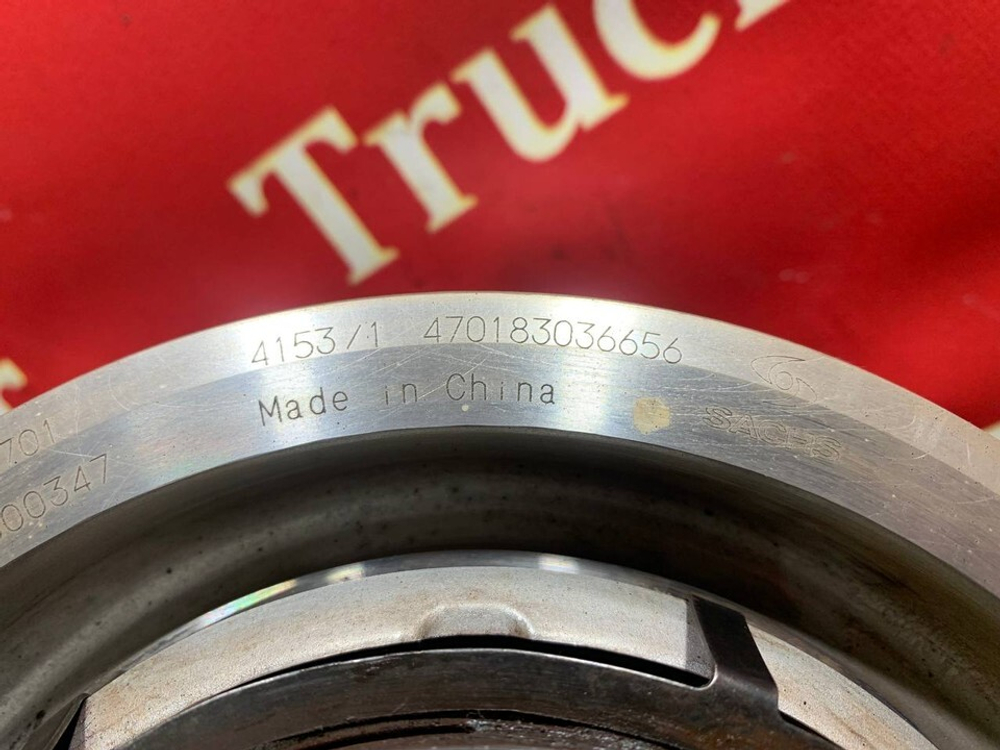 Truc
4153/1 470183036656
Made in China
SACHS
701
00347